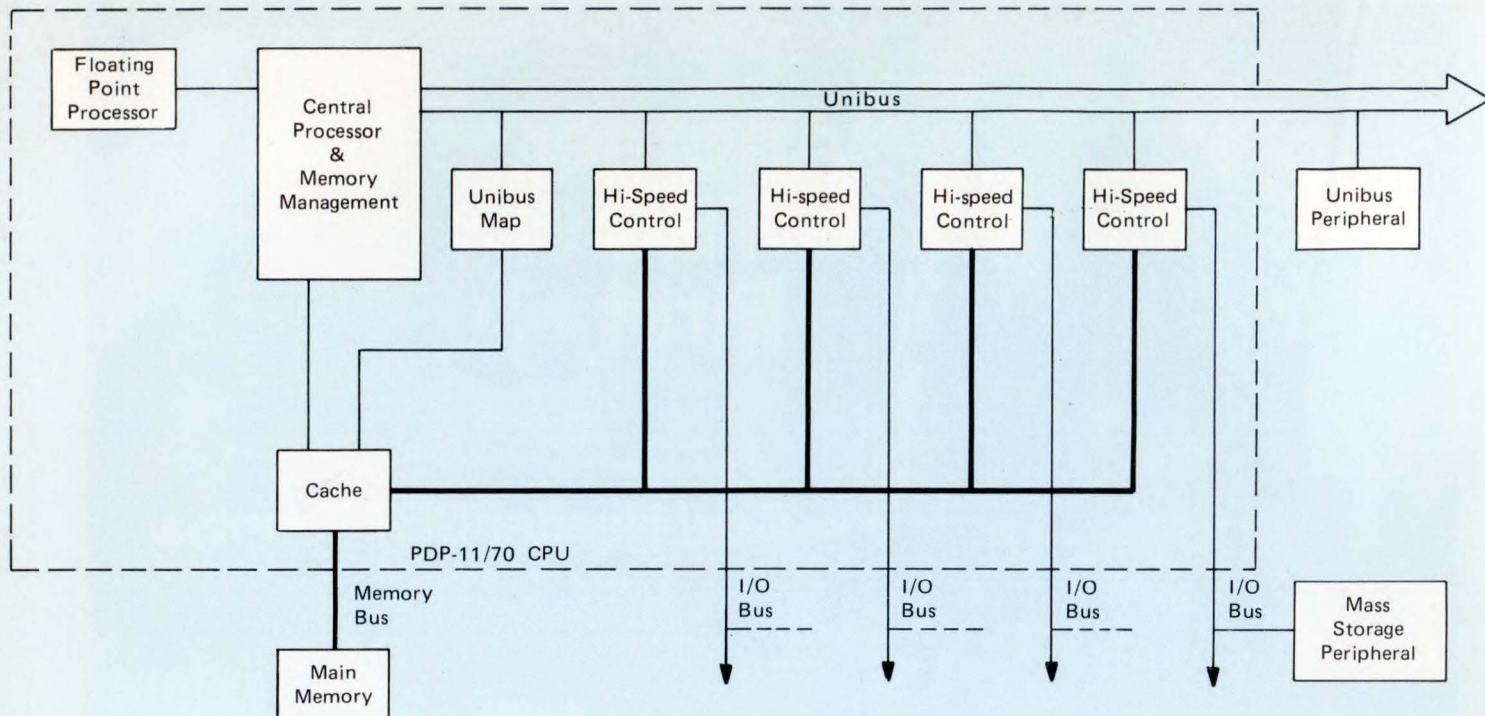 Floating
Point
Processor
Central
Processor
&
Memory
Management
Unibus
Unibus
Map
Hi-Speed
Control
Hi-speed
Control
Hi-speed
Control
Hi-Speed
Control
Unibus
Peripheral
Cache
PDP-11/70 CPU
Memory
Bus
I/O
Bus
I/O
Bus
I/O
Bus
I/O
Bus
Mass
Storage
Peripheral
Main
Memory